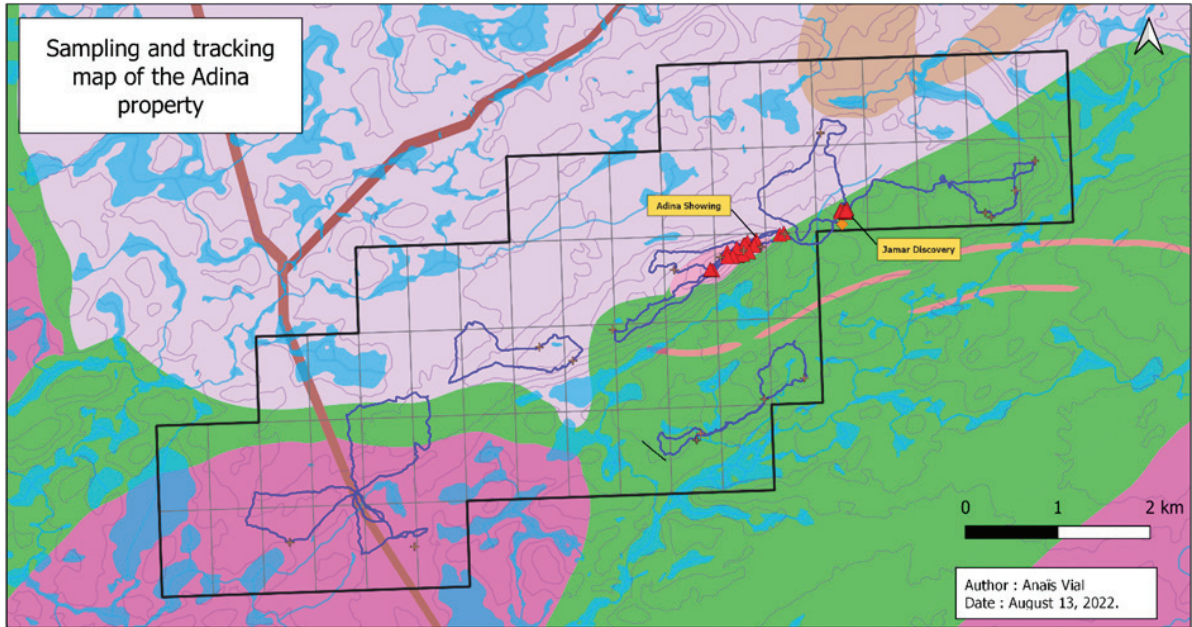 Sampling and tracking
map of the Adina
property
Adina Showing
Jamar Discovery
0 1 2 km
Author : Anaïs Vial
Date : August 13, 2022.